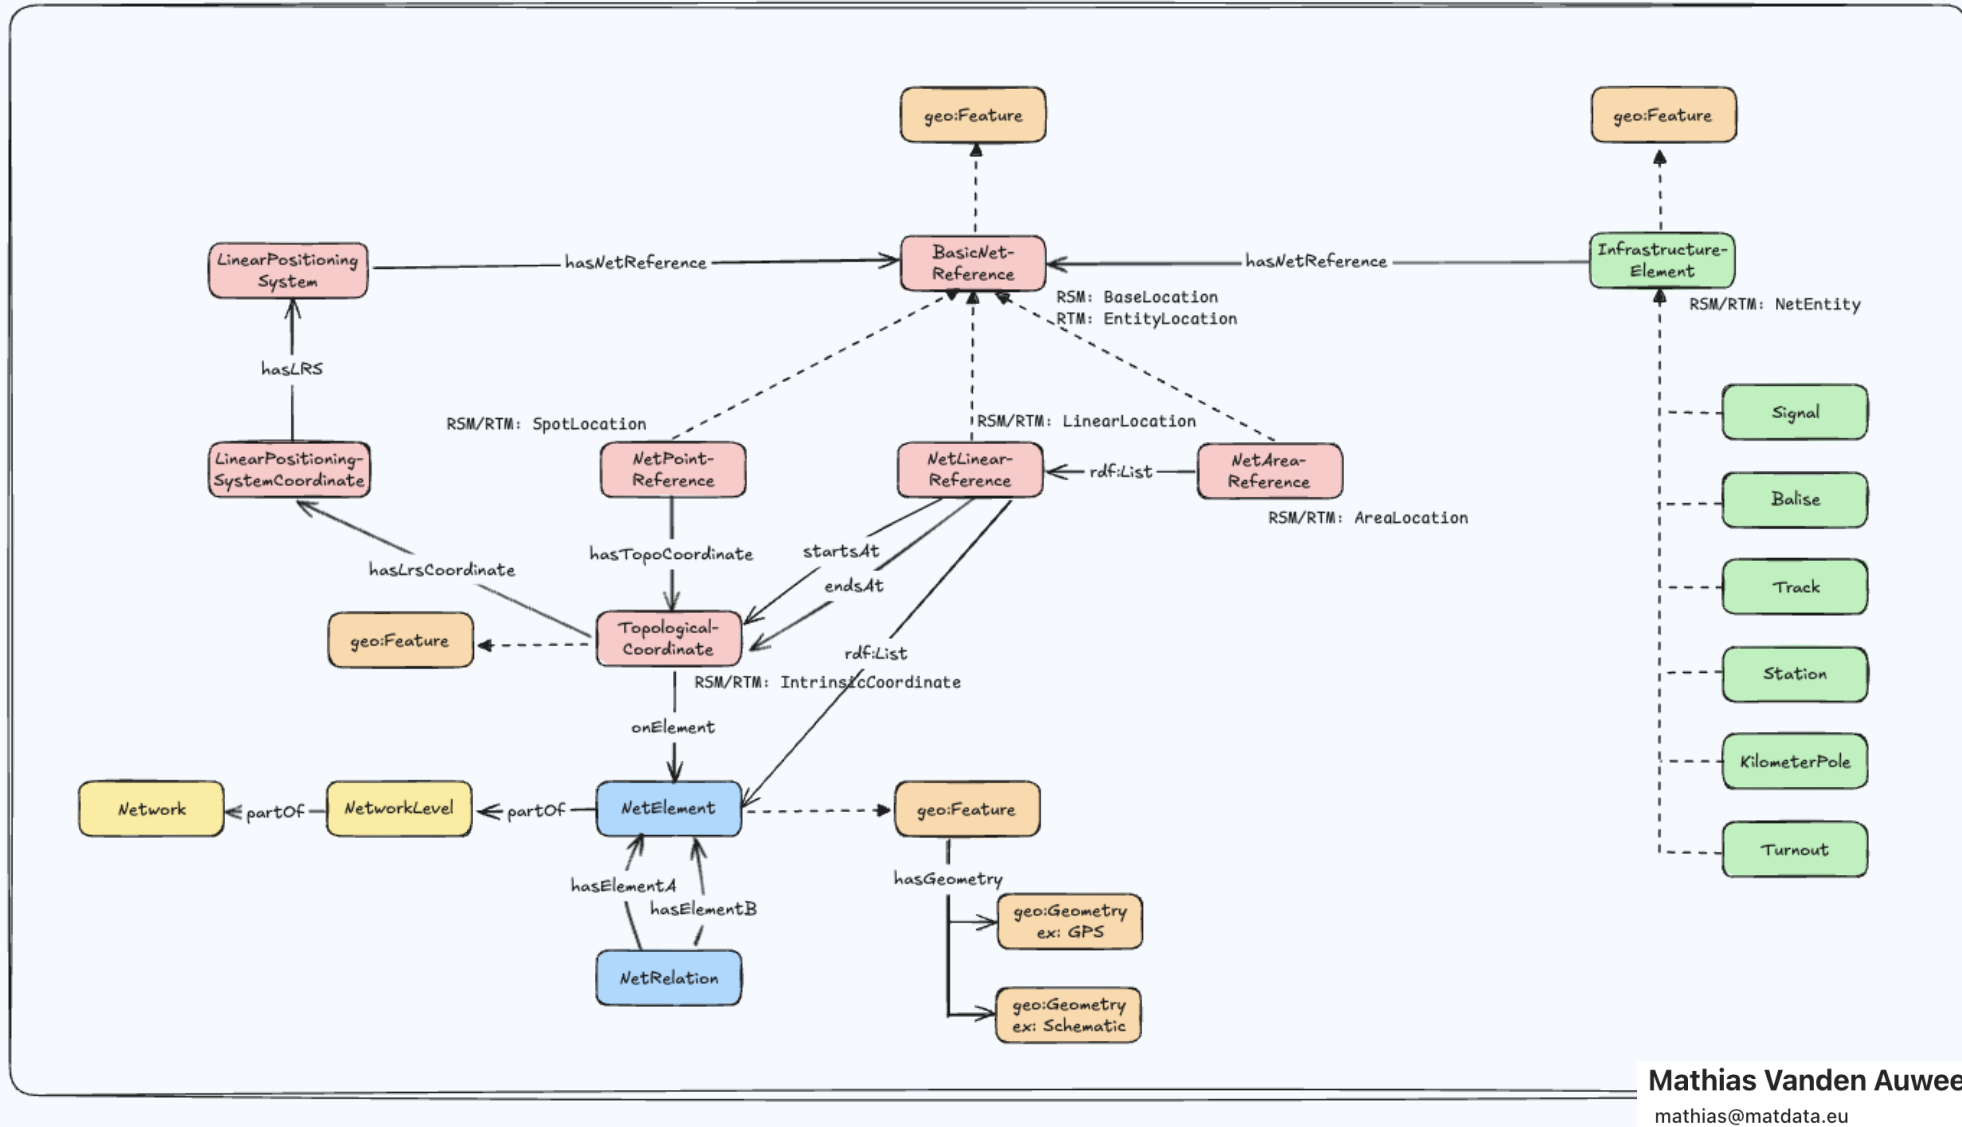 geo:Feature
geo:Feature
LinearPositioning
System
hasNetReference
BasicNet-
Reference
hasNetReference
Infrastructure-
Element
RSM: BaseLocation
RTM: EntityLocation
RSM/RTM: NetEntity
hasLRS
RSM/RTM: SpotLocation
RSM/RTM: LinearLocation
Signal
LinearPositioning-
SystemCoordinate
NetPoint-
Reference
NetLinear-
Reference
rdf:List
NetArea-
Reference
RSM/RTM: AreaLocation
Balise
hasLrsCoordinate
hasTopoCoordinate
startsAt
endsAt
Track
geo:Feature
Topological-
Coordinate
rdf:List
RSM/RTM: IntrinsicCoordinate
Station
onElement
KilometerPole
Network
partOf
NetworkLevel
partOf
NetElement
geo:Feature
Turnout
hasElementA
hasElementB
hasGeometry
geo:Geometry
ex: GPS
NetRelation
geo:Geometry
ex: Schematic
Mathias Vanden Auwee
mathias@matdata.eu